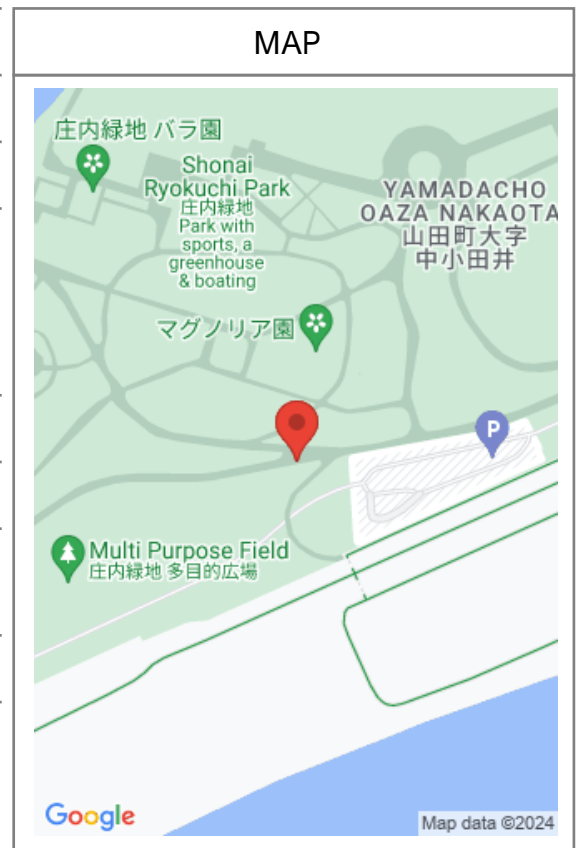 MAP
庄内緑地 バラ園
Shonai
Ryokuchi Park
庄内緑地
Park with
sports, a
greenhouse
& boating
YAMADACHO
OAZA NAKAOTA
山田町大字
中小田井
マグノリア園
P
Multi Purpose Field
庄内緑地 多目的広場
Google
Map data ©2024